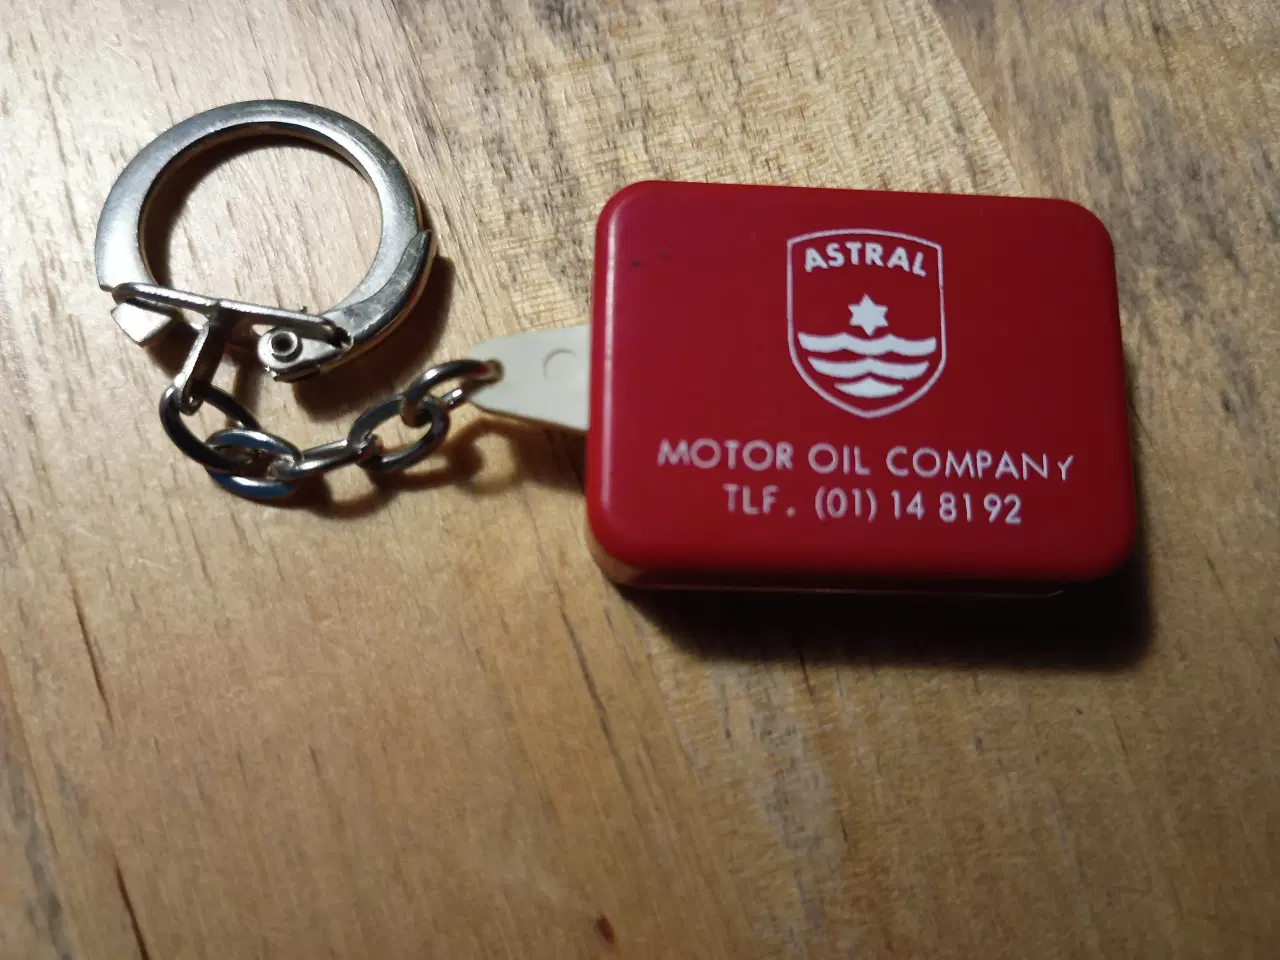 ASTRAL
MOTOR OIL COMPANY
TLF. (01) 14 81 92